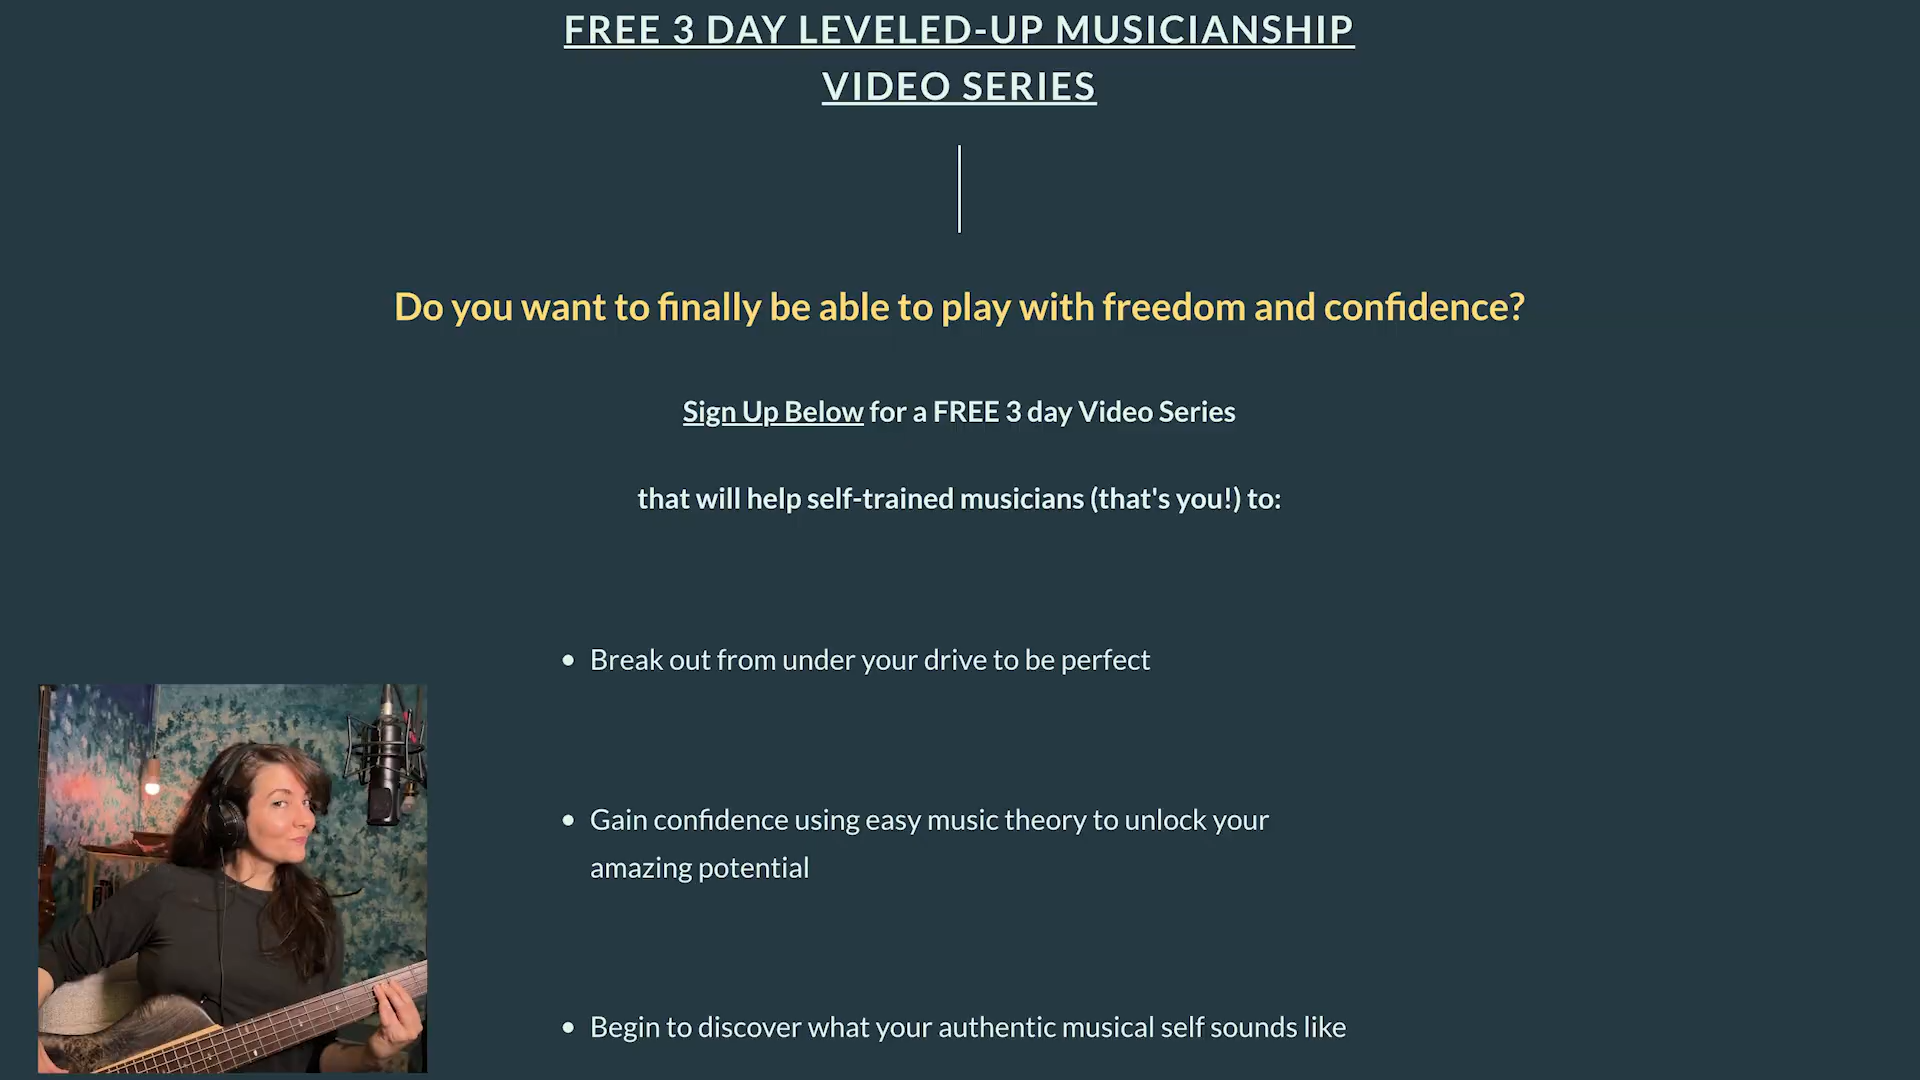 FREE 3 DAY LEVELED-UP MUSICIANSHIP
VIDEO SERIES
Do you want to finally be able to play with freedom and confidence?
Sign Up Below for a FREE 3 day Video Series
that will help self-trained musicians (that's you!) to:
• Break out from under your drive to be perfect
• Gain confidence using easy music theory to unlock your
amazing potential
• Begin to discover what your authentic musical self sounds like